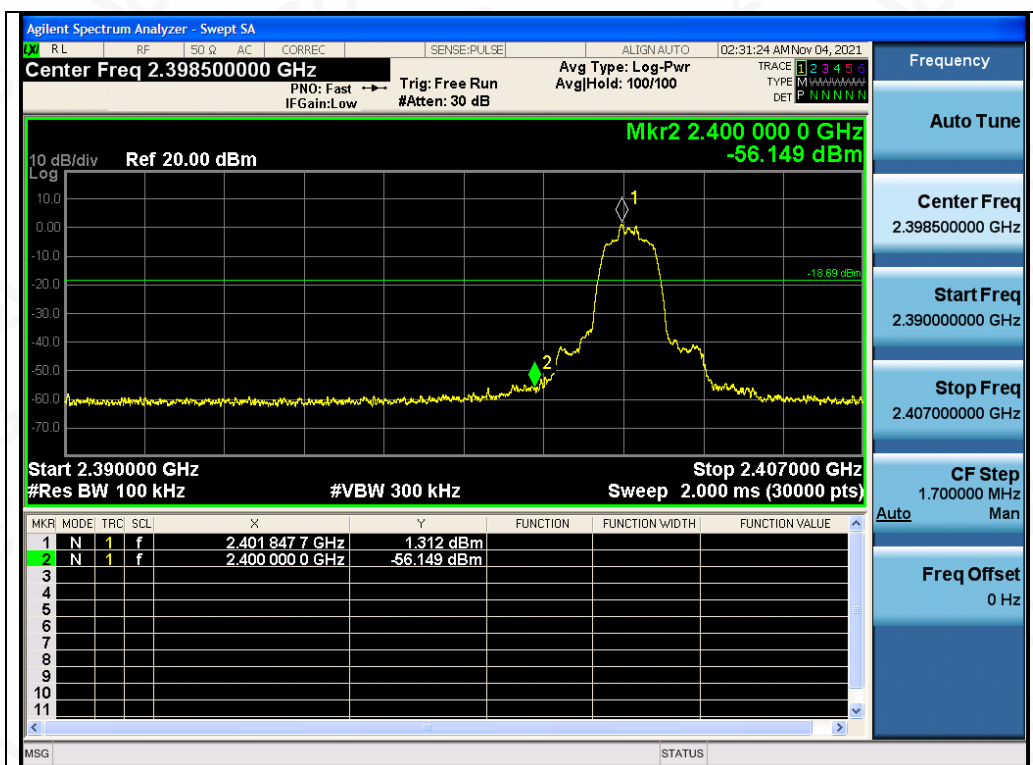 Agilent Spectrum Analyzer - Swept SA
LXI RL RF 50 Ω AC CORREC SENSE:PULSE ALIGN AUTO 02:31:24 AM Nov 04, 2021
Center Freq 2.398500000 GHz
PNO: Fast
IFGain:Low
Trig: Free Run
#Atten: 30 dB
Avg Type: Log-Pwr
Avg|Hold: 100/100
TRACE 1 2 3 4 5 6
TYPE M W W W W W
DET P N N N N N
Frequency
Auto Tune
Center Freq
2.398500000 GHz
Start Freq
2.390000000 GHz
Stop Freq
2.407000000 GHz
CF Step
1.700000 MHz
Auto Man
Freq Offset
0 Hz
Mkr2 2.400 000 0 GHz
-56.149 dBm
10 dB/div Ref 20.00 dBm
Log
10.0
0.00
-10.0
-20.0
-30.0
-40.0
-50.0
-60.0
-70.0
1
-18.69 dBm
2
Start 2.390000 GHz Stop 2.407000 GHz
#Res BW 100 kHz #VBW 300 kHz Sweep 2.000 ms (30000 pts)
MKR MODE TRC SCL X Y FUNCTION FUNCTION WIDTH FUNCTION VALUE
1 N 1 f 2.401 847 7 GHz 1.312 dBm
2 N 1 f 2.400 000 0 GHz -56.149 dBm
3
4
5
6
7
8
9
10
11
MSG STATUS